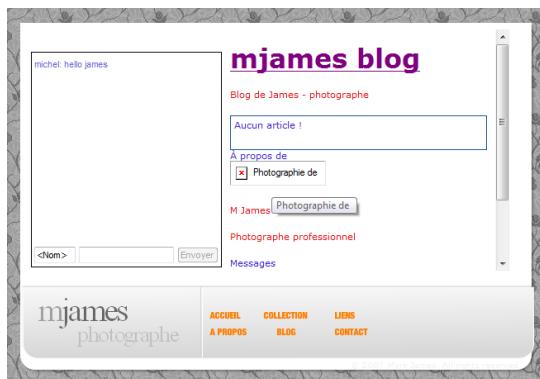 michel: hello james
<Nom>
Envoyer
mjames blog
Blog de James - photographe
Aucun article !
À propos de
Photographie de
Photographie de
M James
Photographe professionnel
Messages
mjames
photographe
ACCUEIL COLLECTION LIENS
A PROPOS BLOG CONTACT